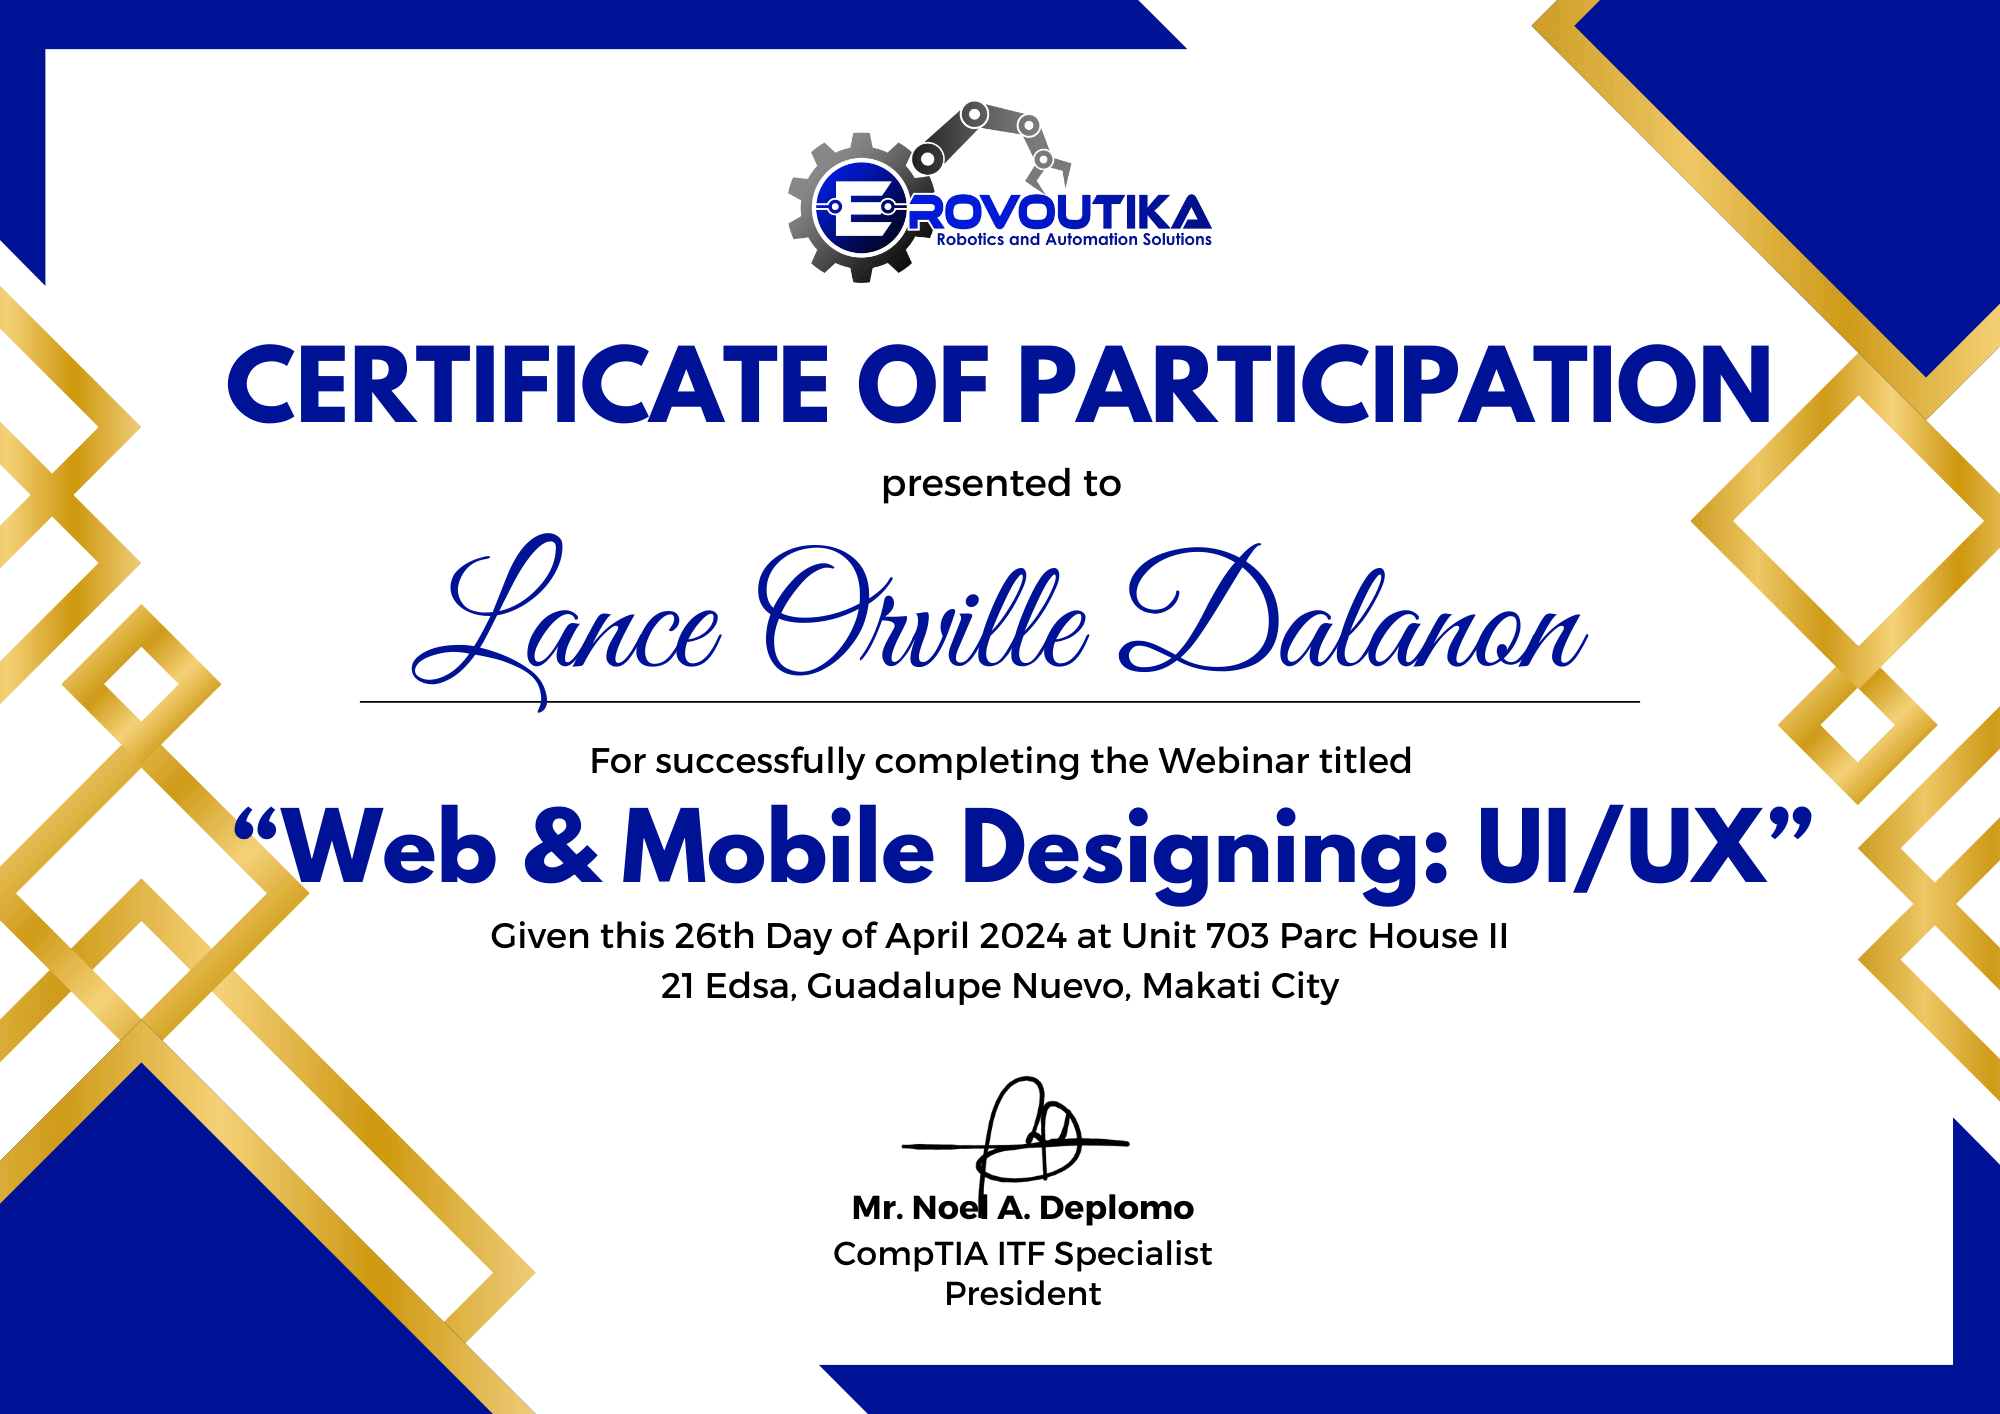 EROVOUTIKA
Robotics and Automation Solutions
CERTIFICATE OF PARTICIPATION
presented to
Lance Orville Dalanon
For successfully completing the Webinar titled
“Web & Mobile Designing: UI/UX”
Given this 26th Day of April 2024 at Unit 703 Parc House II
21 Edsa, Guadalupe Nuevo, Makati City
Mr. Noel A. Deplomo
CompTIA ITF Specialist
President